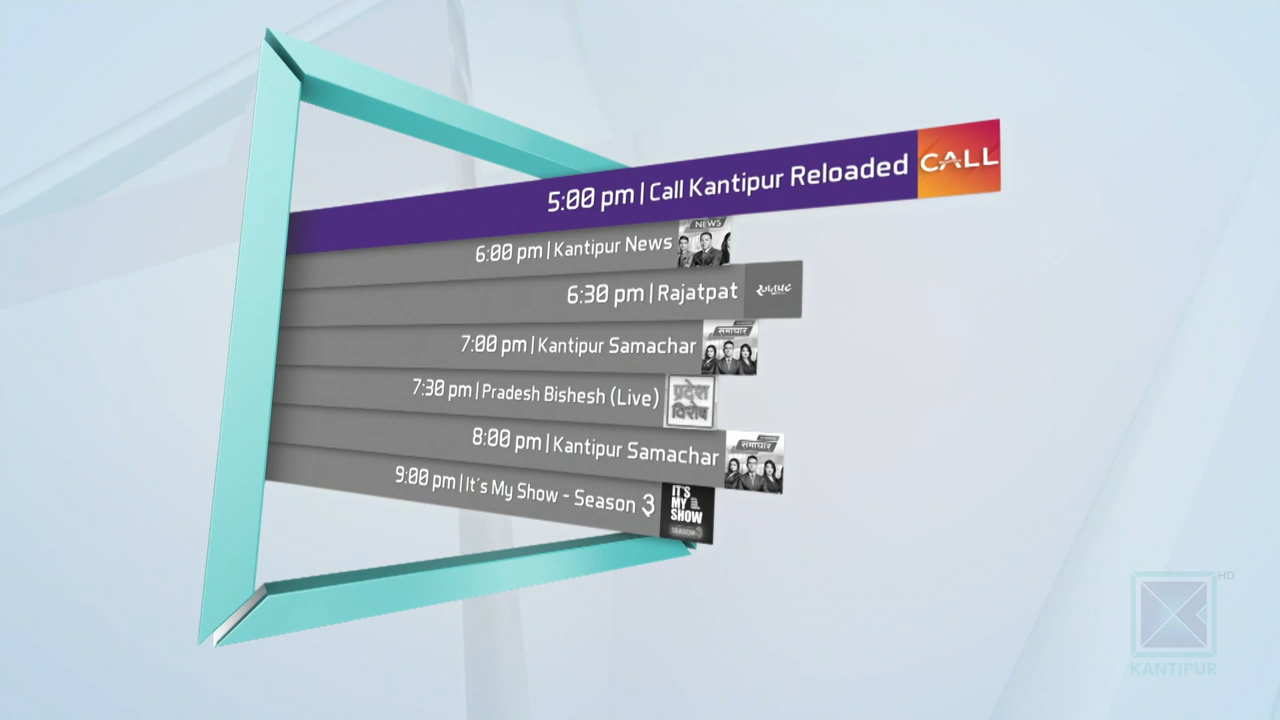 5:00 pm | Call Kantipur Reloaded CALL
6:00 pm | Kantipur News NEWS
6:30 pm | Rajatpat रजतपट
7:00 pm | Kantipur Samachar समाचार
7:30 pm | Pradesh Bishesh (Live) प्रदेश विशेष
8:00 pm | Kantipur Samachar समाचार
9:00 pm | It's My Show - Season 3 IT'S MY SHOW SEASON 3
HD
KANTIPUR